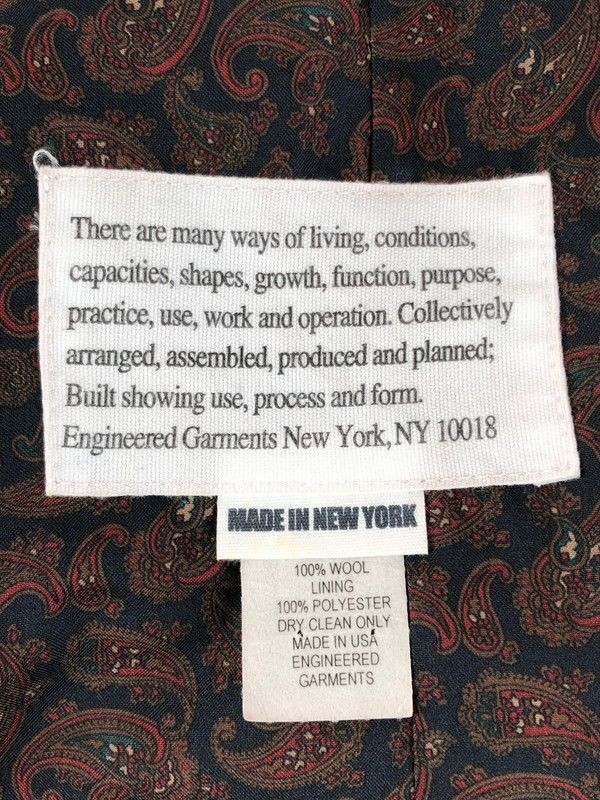 There are many ways of living, conditions,
capacities, shapes, growth, function, purpose,
practice, use, work and operation. Collectively
arranged, assembled, produced and planned;
Built showing use, process and form.
Engineered Garments New York, NY 10018
MADE IN NEW YORK
100% WOOL
LINING
100% POLYESTER
DRY CLEAN ONLY
MADE IN USA
ENGINEERED
GARMENTS